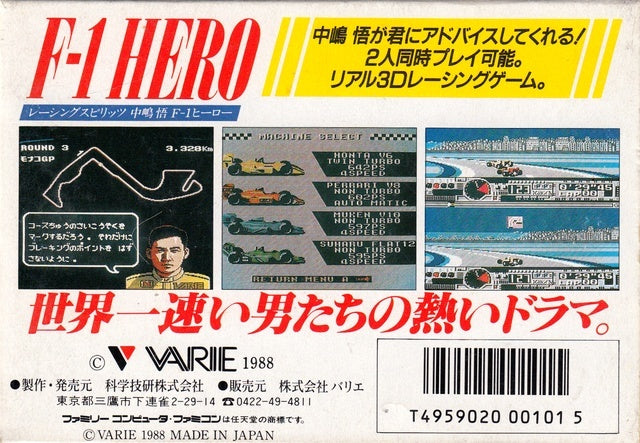 F-1 HERO
レーシングスピリッツ 中嶋 悟 F-1ヒーロー
中嶋 悟が君にアドバイスしてくれる!
2人同時プレイ可能。
リアル3Dレーシングゲーム。
ROUND 3 3.328Km
モナコGP
コースちゅうのさいこうそくを
マークするだろう。それだけに
ブレーキングのポイントを はず
さないように。
MACHINE SELECT
HONTA V6
TWIN TURBO
642PS
4SPEED
PERRARI V8
NON TURBO
602PS
AUTOMATIC
MUKEN V10
NON TURBO
597PS
4SPEED
SUBARU FLAT12
NON TURBO
595PS
4SPEED
RETURN MENU A
世界一速い男たちの熱いドラマ。
© VARIE 1988
●製作・発売元 科学技研株式会社 ●販売元 株式会社バリエ
東京都三鷹市下連雀2-29-14 ☎0422-49-4811
ファミリーコンピュータ・ファミコンは任天堂の商標です。
© VARIE 1988 MADE IN JAPAN
T4959020 00101 5